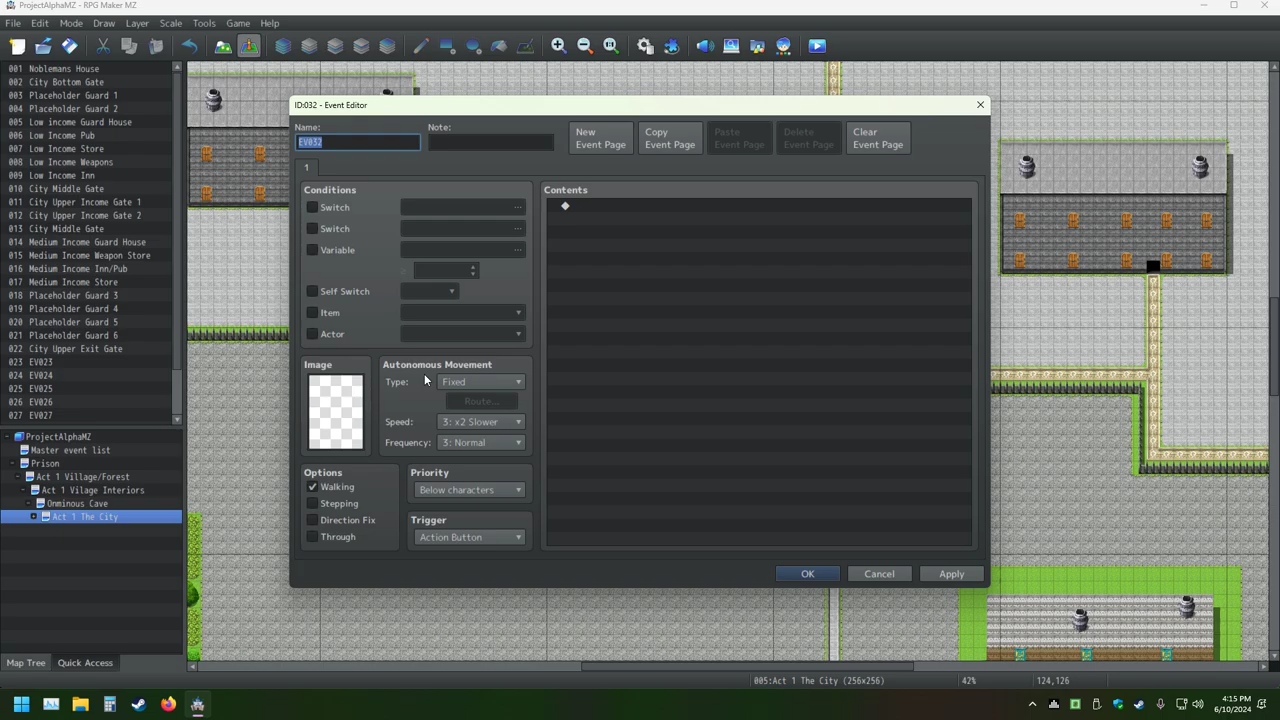 ProjectAlphaMZ - RPG Maker MZ
File Edit Mode Draw Layer Scale Tools Game Help
001 Noblemans House
002 City Bottom Gate
003 Placeholder Guard 1
004 Placeholder Guard 2
005 Low income Guard House
006 Low Income Pub
007 Low Income Store
008 Low Income Weapons
009 Low Income Inn
010 City Middle Gate
011 City Upper Income Gate 1
012 City Upper Income Gate 2
013 City Middle Gate
014 Medium Income Guard House
015 Medium Income Weapon Store
016 Medium Income Inn/Pub
017 Medium Income Store
018 Placeholder Guard 3
019 Placeholder Guard 4
020 Placeholder Guard 5
021 Placeholder Guard 6
022 City Upper Exit Gate
023 EV023
024 EV024
025 EV025
026 EV026
027 EV027
ProjectAlphaMZ
Master event list
Prison
Act 1 Village/Forest
Act 1 Vilage Interiors
Onminous Cave
Act 1 The City
Map Tree Quick Access
ID:032 - Event Editor
Name: Note:
EV032
New Event Page
Copy Event Page
Paste Event Page
Delete Event Page
Clear Event Page
1
Conditions
Switch ...
Switch ...
Variable ...
Self Switch
Item
Actor
Image
Autonomous Movement
Type: Fixed
Route...
Speed: 3: x2 Slower
Frequency: 3: Normal
Options
Walking
Stepping
Direction Fix
Through
Priority
Below characters
Trigger
Action Button
Contents
OK Cancel Apply
005:Act 1 The City (256x256) 42% 124,126
4:15 PM
6/10/2024